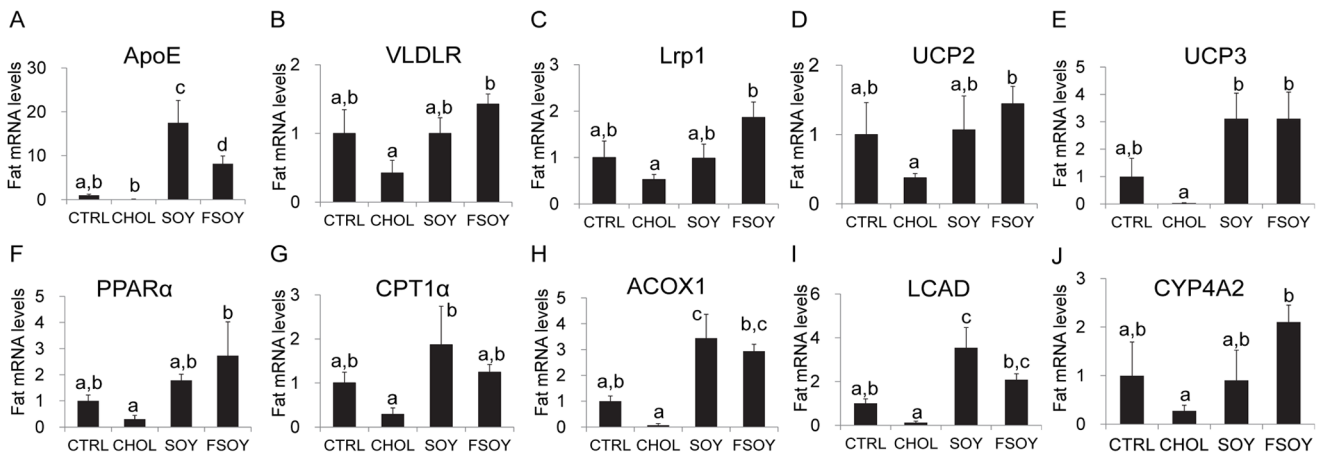 A
ApoE
Fat mRNA levels
30
20
10
0
a,b
b
c
d
CTRL CHOL SOY FSOY
B
VLDLR
Fat mRNA levels
2
1
0
a,b
a
a,b
b
CTRL CHOL SOY FSOY
C
Lrp1
Fat mRNA levels
3
2
1
0
a,b
a
a,b
b
CTRL CHOL SOY FSOY
D
UCP2
Fat mRNA levels
2
1
0
a,b
a
a,b
b
CTRL CHOL SOY FSOY
E
UCP3
Fat mRNA levels
5
4
3
2
1
0
a,b
a
b
b
CTRL CHOL SOY FSOY
F
PPARα
Fat mRNA levels
5
4
3
2
1
0
a,b
a
a,b
b
CTRL CHOL SOY FSOY
G
CPT1α
Fat mRNA levels
3
2
1
0
a,b
a
b
a,b
CTRL CHOL SOY FSOY
H
ACOX1
Fat mRNA levels
5
4
3
2
1
0
a,b
a
c
b,c
CTRL CHOL SOY FSOY
I
LCAD
Fat mRNA levels
6
4
2
0
a,b
a
c
b,c
CTRL CHOL SOY FSOY
J
CYP4A2
Fat mRNA levels
3
2
1
0
a,b
a
a,b
b
CTRL CHOL SOY FSOY